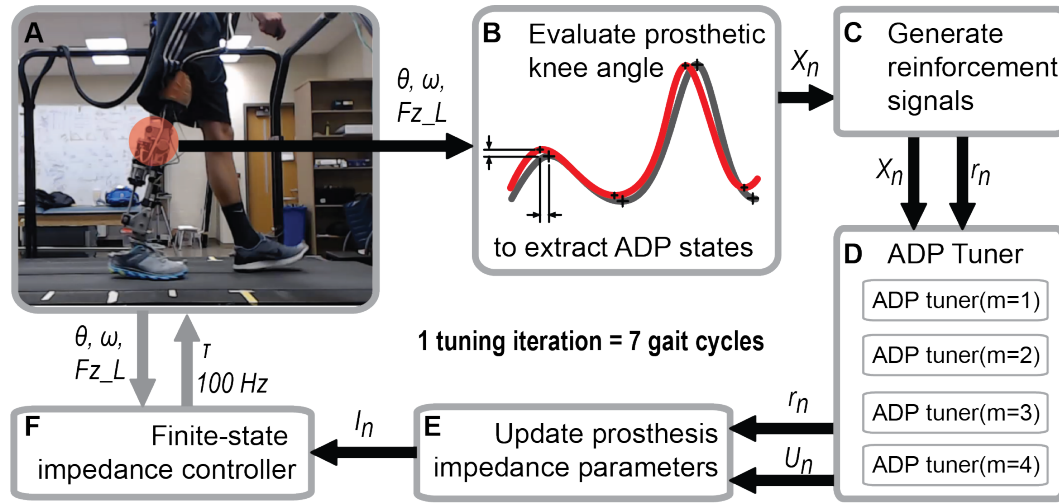 A
B
Evaluate prosthetic
knee angle
to extract ADP states
θ, ω,
Fz_L
Xn
C
Generate
reinforcement
signals
Xn
rn
D
ADP Tuner
ADP tuner(m=1)
ADP tuner(m=2)
ADP tuner(m=3)
ADP tuner(m=4)
1 tuning iteration = 7 gait cycles
θ, ω,
Fz_L
τ
100 Hz
rn
Un
E
Update prosthesis
impedance parameters
In
F
Finite-state
impedance controller